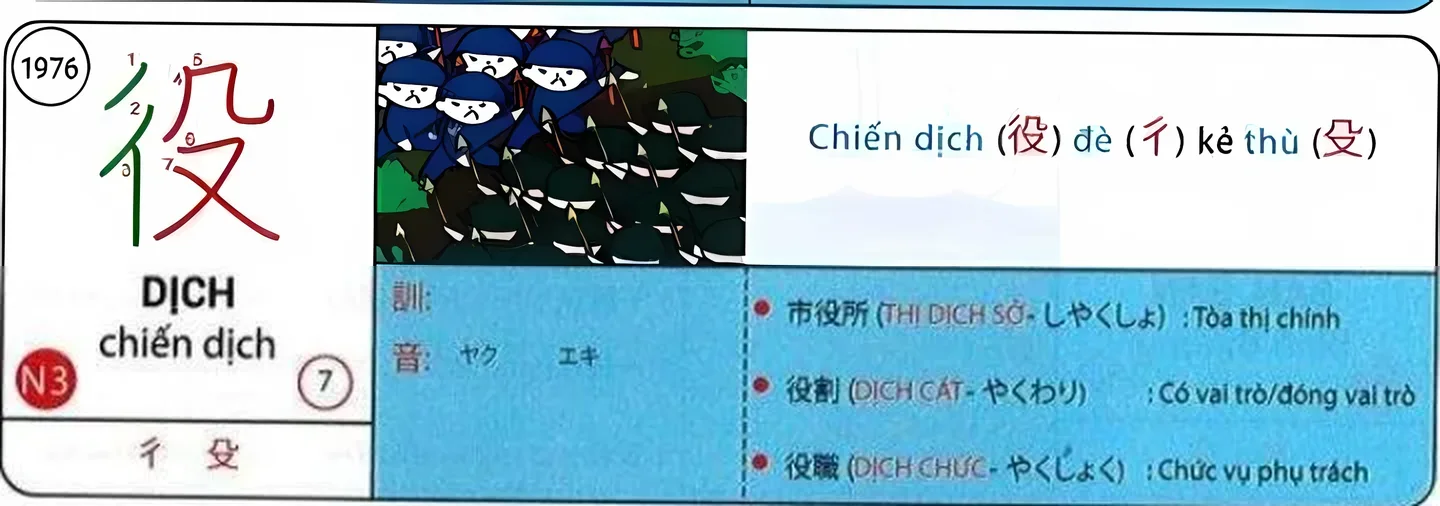 1976
役
DỊCH
chiến dịch
N3
7
彳 殳
Chiến dịch (役) đè (彳) kẻ thù (殳)
訓:
音: ヤク エキ
市役所 (THỊ DỊCH SỞ- しやくしょ) : Tòa thị chính
役割 (DỊCH CÁT- やくわり) : Có vai trò/đóng vai trò
役職 (DỊCH CHỨC- やくしょく) : Chức vụ phụ trách